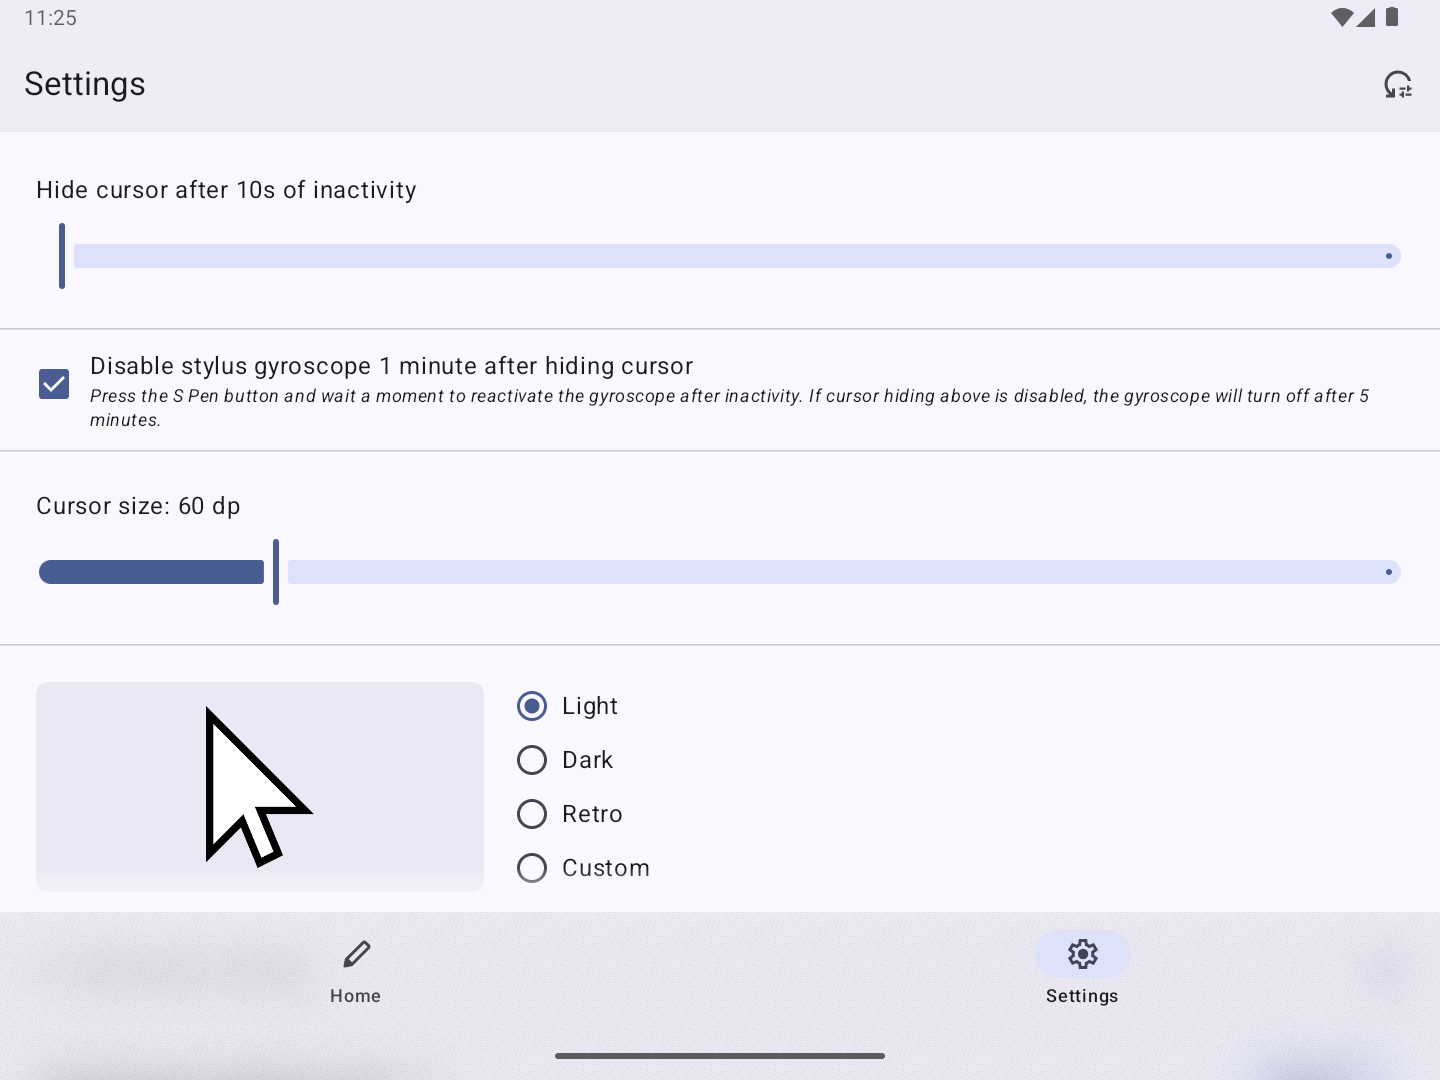 11:25
Settings
Hide cursor after 10s of inactivity
Disable stylus gyroscope 1 minute after hiding cursor
Press the S Pen button and wait a moment to reactivate the gyroscope after inactivity. If cursor hiding above is disabled, the gyroscope will turn off after 5
minutes.
Cursor size: 60 dp
Light
Dark
Retro
Custom
Home
Settings